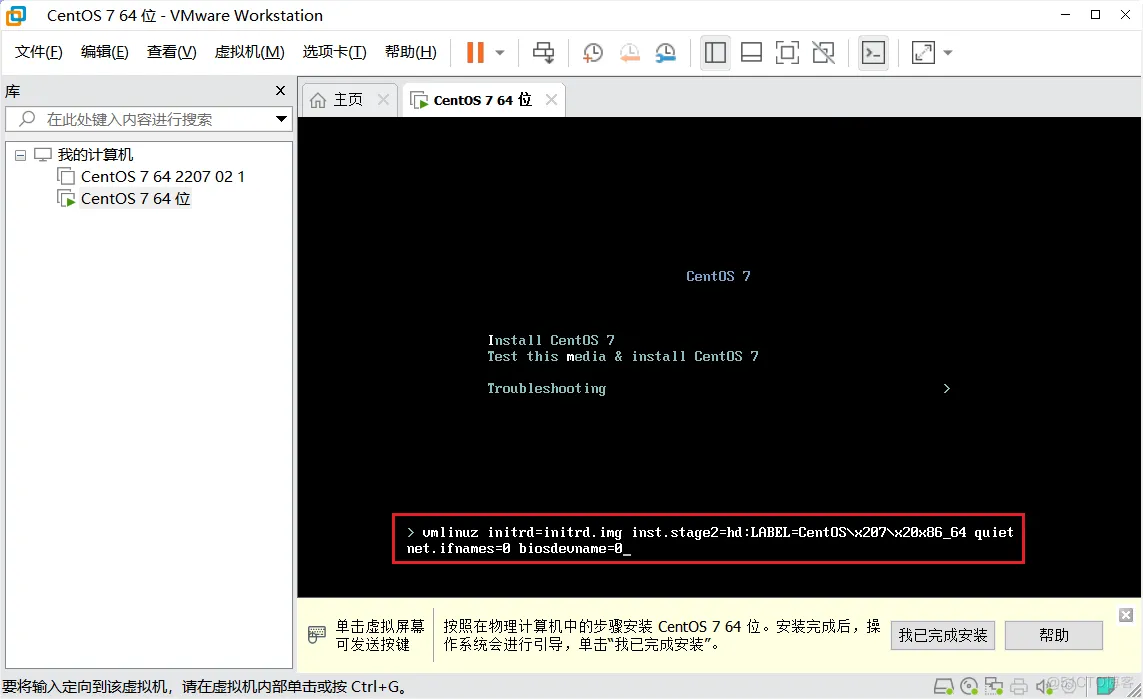 CentOS 7 64 位 - VMware Workstation
文件(F) 编辑(E) 查看(V) 虚拟机(M) 选项卡(T) 帮助(H)
库
在此处键入内容进行搜索
我的计算机
CentOS 7 64 2207 02 1
CentOS 7 64 位
主页
CentOS 7 64 位
CentOS 7
Install CentOS 7
Test this media & install CentOS 7
Troubleshooting >
> vmlinuz initrd=initrd.img inst.stage2=hd:LABEL=CentOS\x207\x20x86_64 quiet
net.ifnames=0 biosdevname=0_
单击虚拟屏幕
可发送按键
按照在物理计算机中的步骤安装 CentOS 7 64 位。安装完成后，操
作系统会进行引导，单击“我已完成安装”。
我已完成安装
帮助
要将输入定向到该虚拟机，请在虚拟机内部单击或按 Ctrl+G。
@51CTO博客